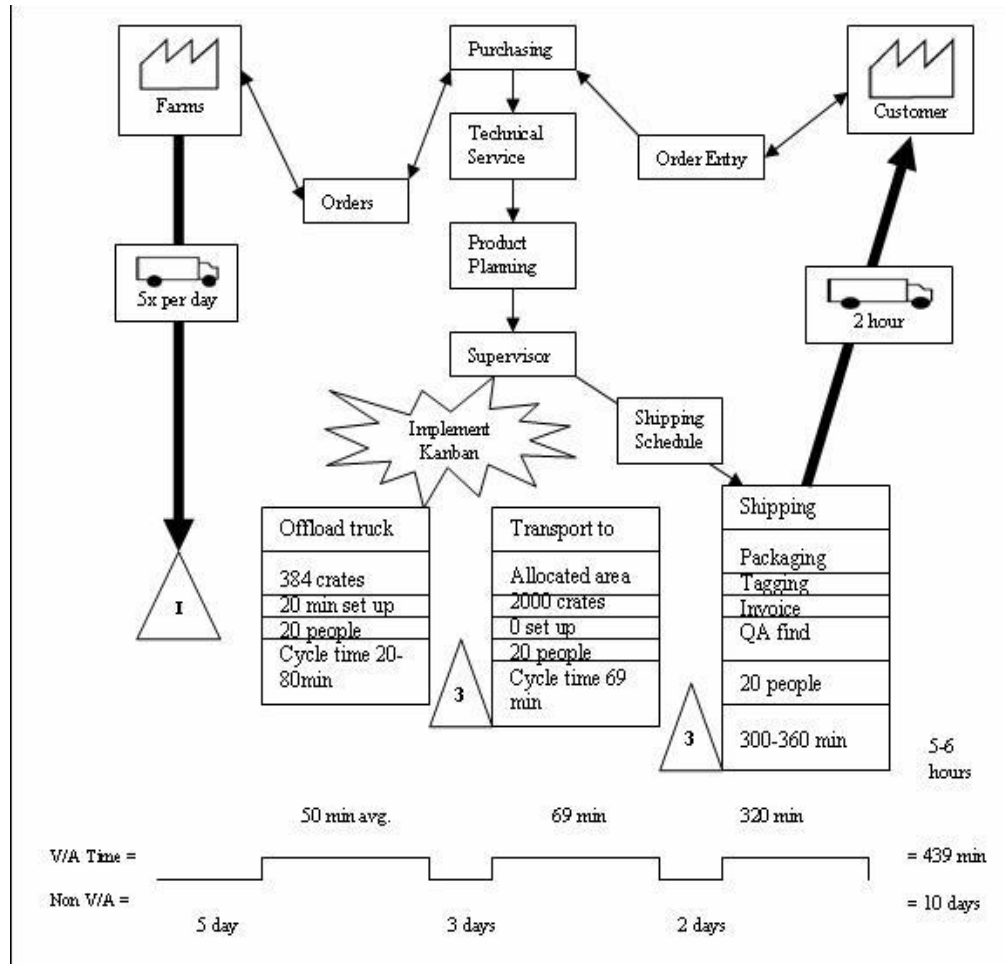 Farms
Purchasing
Customer
Technical
Service
Order Entry
Orders
5x per day
Product
Planning
2 hour
Supervisor
Implement
Kanban
Shipping
Schedule
I
Offload truck
384 crates
20 min set up
20 people
Cycle time 20-
80min
3
Transport to
Allocated area
2000 crates
0 set up
20 people
Cycle time 69
min
3
Shipping
Packaging
Tagging
Invoice
QA find
20 people
300-360 min
5-6
hours
50 min avg.
69 min
320 min
V/A Time =
= 439 min
Non V/A =
= 10 days
5 day
3 days
2 days